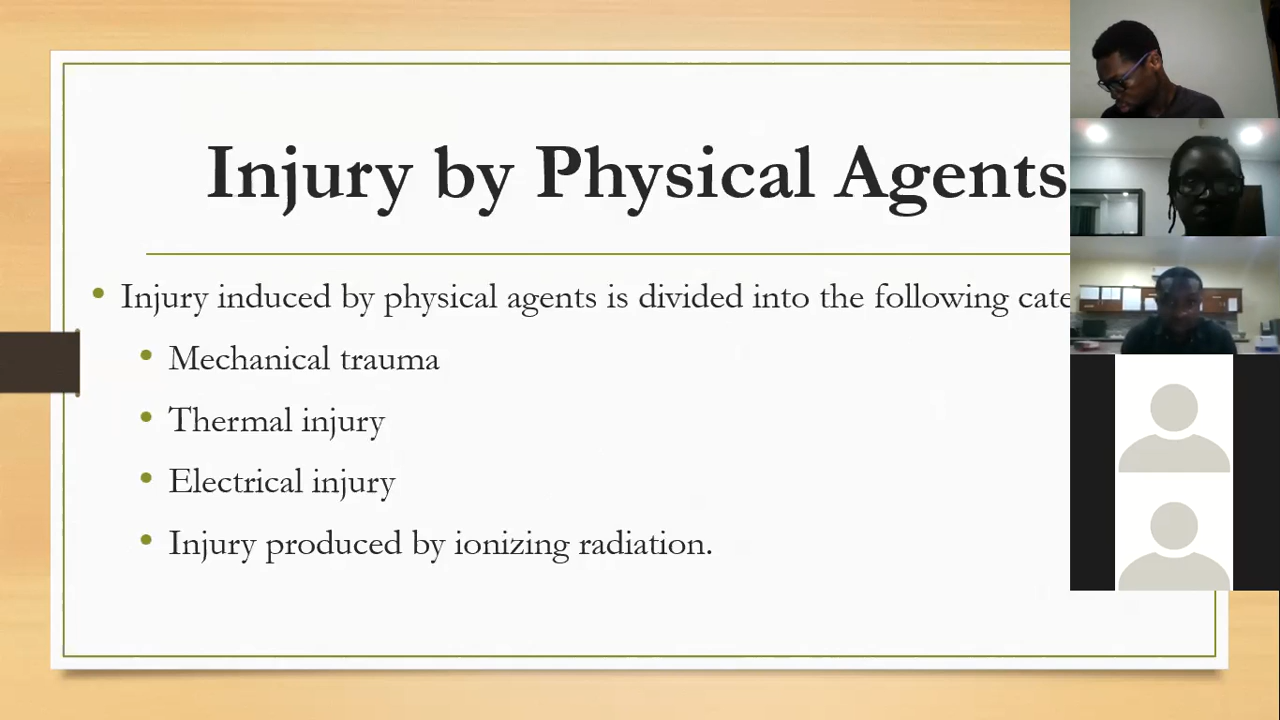 Injury by Physical Agents
Injury induced by physical agents is divided into the following
Mechanical trauma
Thermal injury
Electrical injury
Injury produced by ionizing radiation.